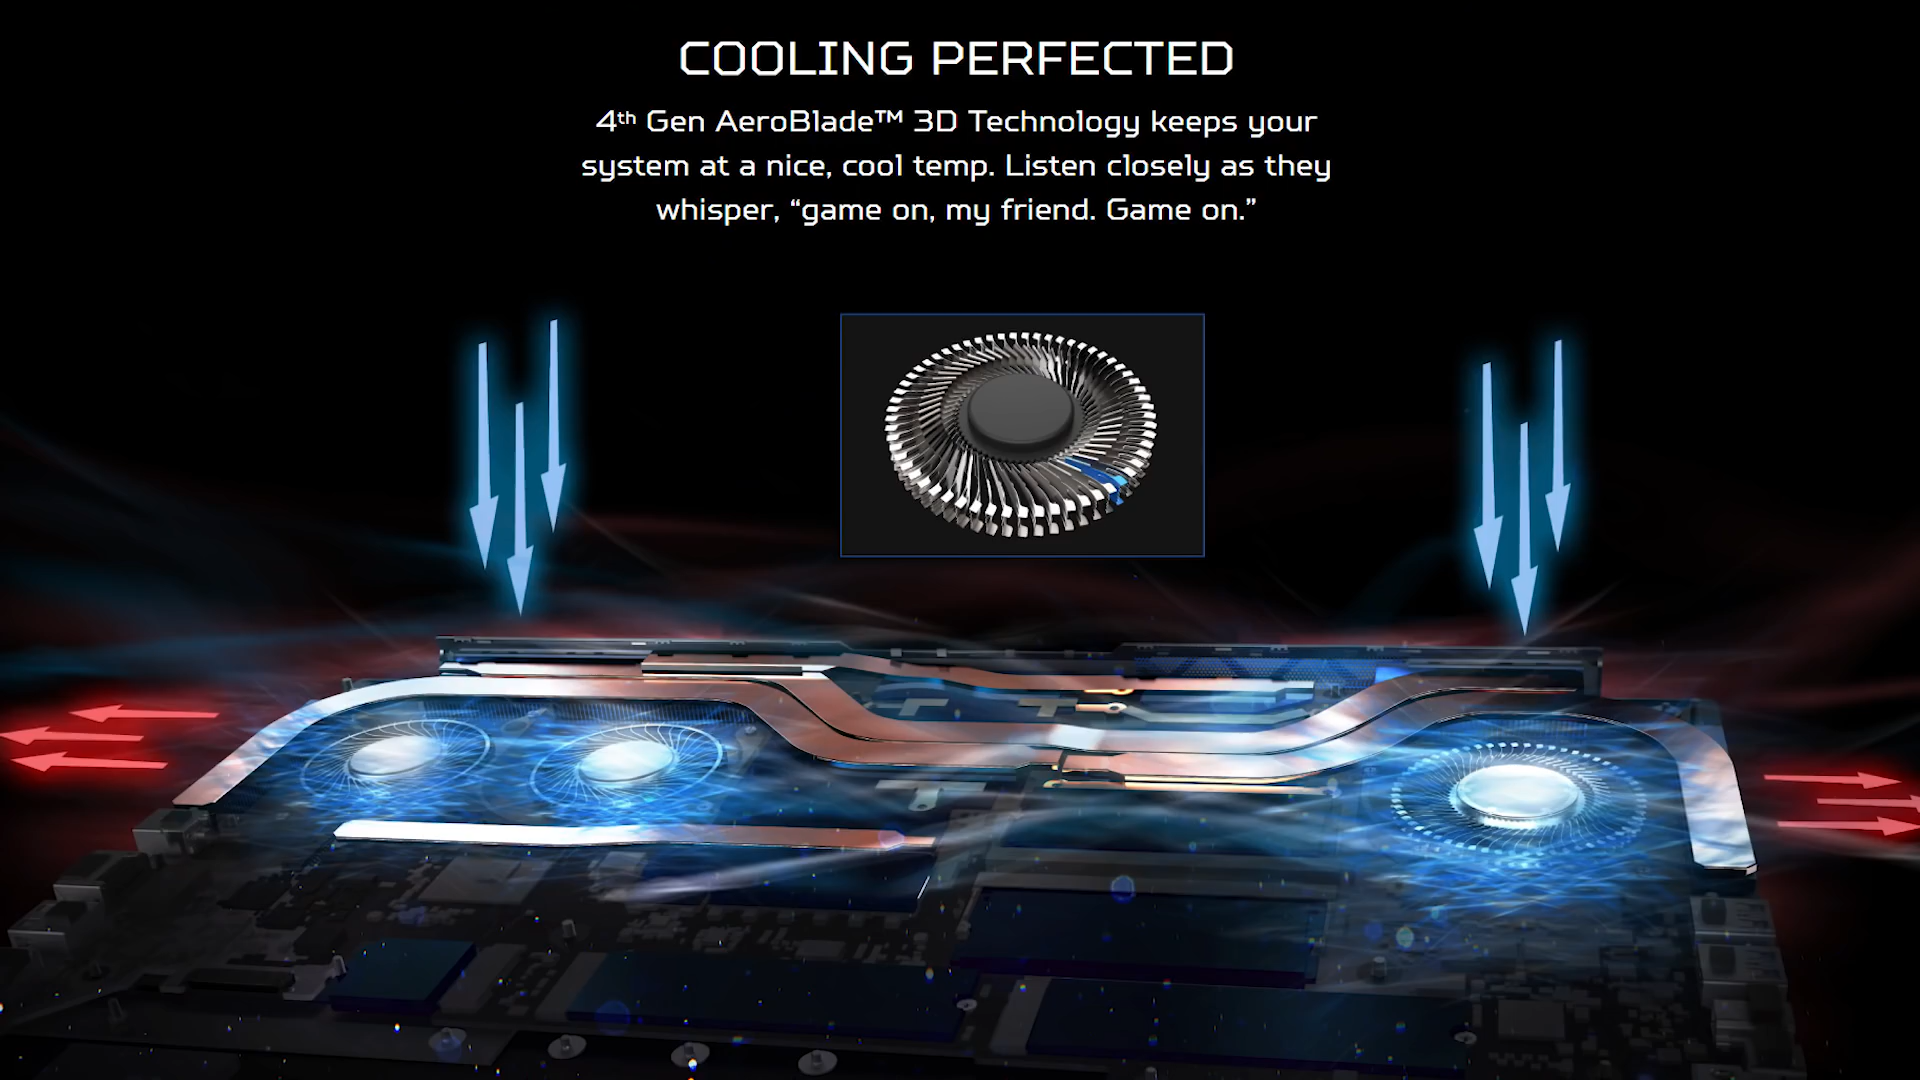 COOLING PERFECTED
4th Gen AeroBlade™ 3D Technology keeps your
system at a nice, cool temp. Listen closely as they
whisper, “game on, my friend. Game on.”